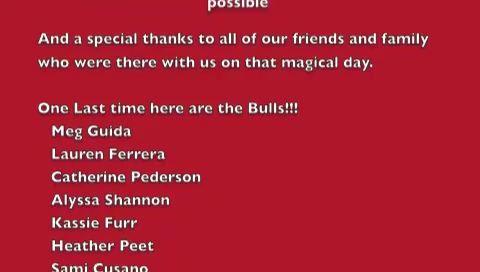 possible
And a special thanks to all of our friends and family
who were there with us on that magical day.
One Last time here are the Bulls!!!
Meg Guida
Lauren Ferrera
Catherine Pederson
Alyssa Shannon
Kassie Furr
Heather Peet
Sami Cusano